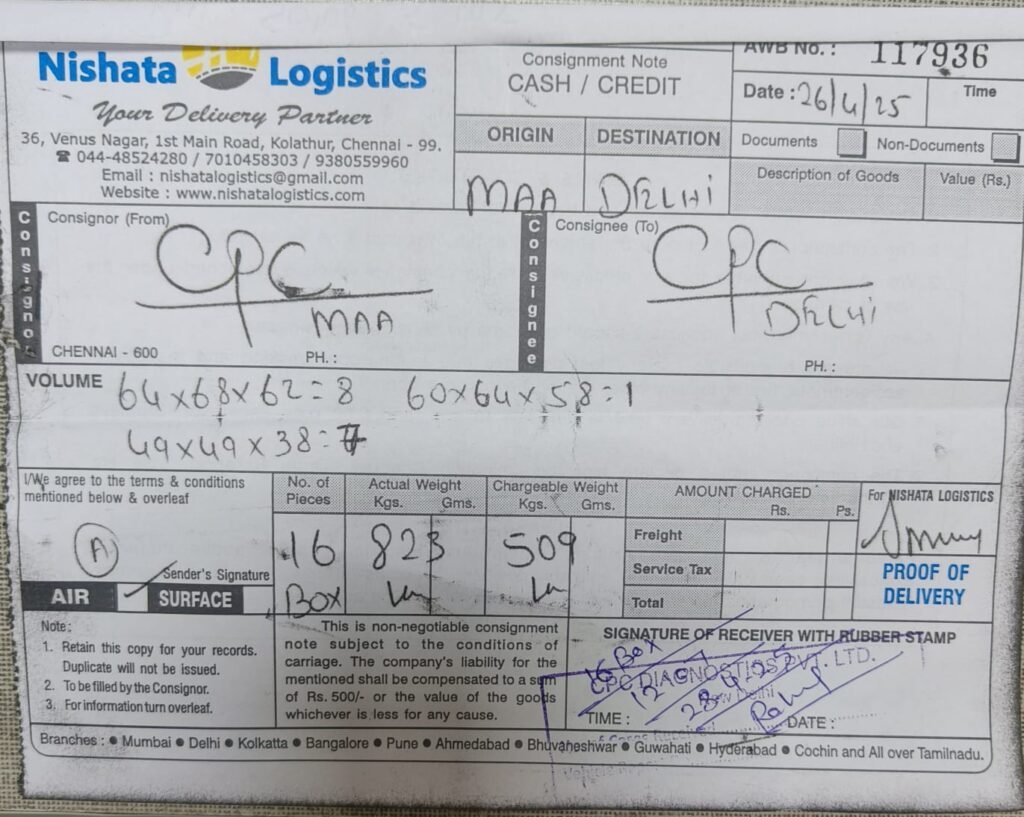 Nishata Logistics
Your Delivery Partner
36, Venus Nagar, 1st Main Road, Kolathur, Chennai - 99.
☎ 044-48524280 / 7010458303 / 9380559960
Email : nishatalogistics@gmail.com
Website : www.nishatalogistics.com
Consignment Note
CASH / CREDIT
AWB No. : 117936
Date : 26/4/25
Time
ORIGIN
DESTINATION
MAA
DELHI
Documents
Non-Documents
Description of Goods
Value (Rs.)
Consignor
Consignor (From)
CPC
MAA
CHENNAI - 600
PH. :
Consignee
Consignee (To)
CPC
DELHI
PH. :
VOLUME
64x68x62=8 60x64x58=1
49x49x38=7
I/We agree to the terms & conditions
mentioned below & overleaf
A
Sender's Signature
AIR
SURFACE
No. of
Pieces
16
BOX
Actual Weight
Kgs. Gms.
823
Chargeable Weight
Kgs. Gms.
509
AMOUNT CHARGED
Rs. Ps.
Freight
Service Tax
Total
For NISHATA LOGISTICS
PROOF OF
DELIVERY
Note :
1. Retain this copy for your records.
Duplicate will not be issued.
2. To be filled by the Consignor.
3. For information turn overleaf.
This is non-negotiable consignment
note subject to the conditions of
carriage. The company's liability for the
mentioned shall be compensated to a sum
of Rs. 500/- or the value of the goods
whichever is less for any cause.
SIGNATURE OF RECEIVER WITH RUBBER STAMP
16 Box
CPC DIAGNOSTICS PVT. LTD.
New Delhi
28/4/25
TIME :
DATE :
Branches : ● Mumbai ● Delhi ● Kolkatta ● Bangalore ● Pune ● Ahmedabad ● Bhuvaneshwar ● Guwahati ● Hyderabad ● Cochin and All over Tamilnadu.